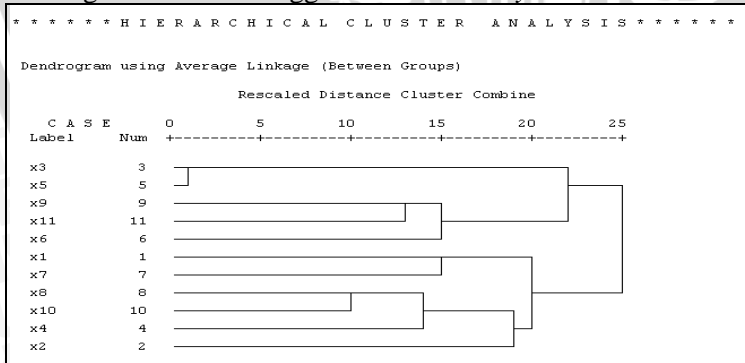 * * * * * * H I E R A R C H I C A L C L U S T E R A N A L Y S I S * * * * * *
Dendrogram using Average Linkage (Between Groups)
Rescaled Distance Cluster Combine
C A S E 0 5 10 15 20 25
Label Num +---------+---------+---------+---------+---------+
x3 3
x5 5
x9 9
x11 11
x6 6
x1 1
x7 7
x8 8
x10 10
x4 4
x2 2